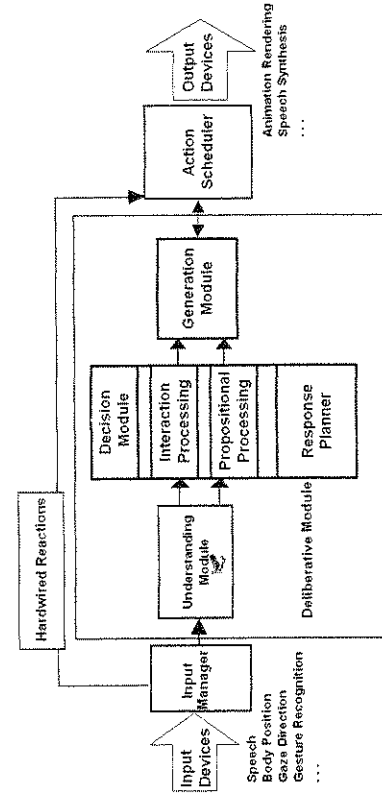 Hardwired Reactions
Input
Devices
Speech
Body Position
Gaze Direction
Gesture Recognition
. . .
Input
Manager
Understanding
Module
Deliberative Module
Decision
Module
Interaction
Processing
Propositional
Processing
Response
Planner
Generation
Module
Action
Scheduler
Output
Devices
Animation Rendering
Speech Synthesis
. . .